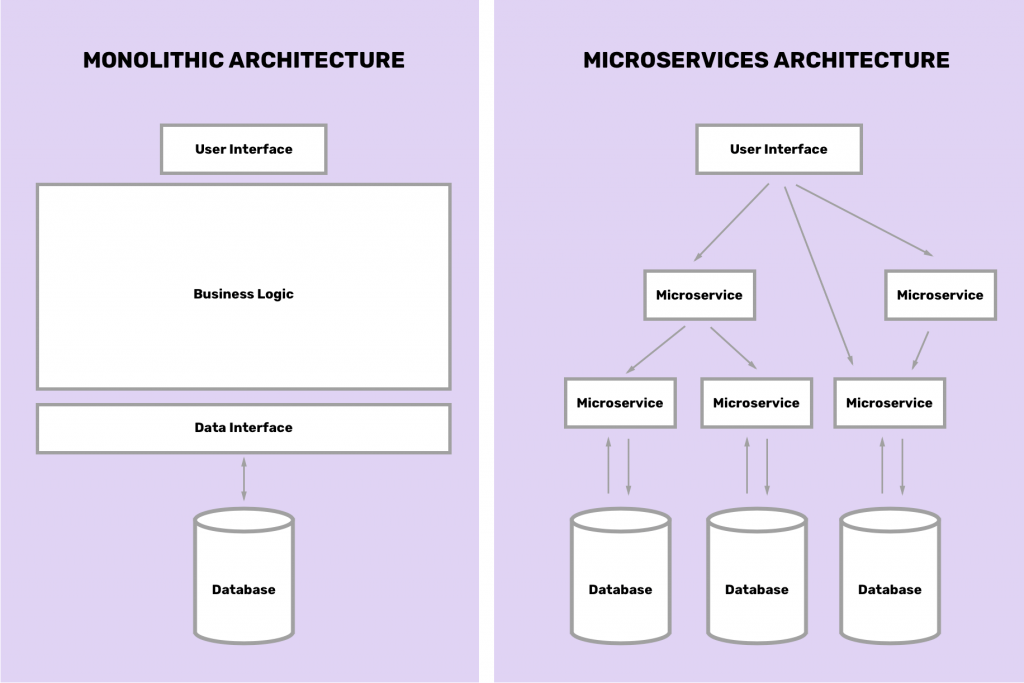 MONOLITHIC ARCHITECTURE
User Interface
Business Logic
Data Interface
Database
MICROSERVICES ARCHITECTURE
User Interface
Microservice
Microservice
Microservice
Microservice
Microservice
Database
Database
Database